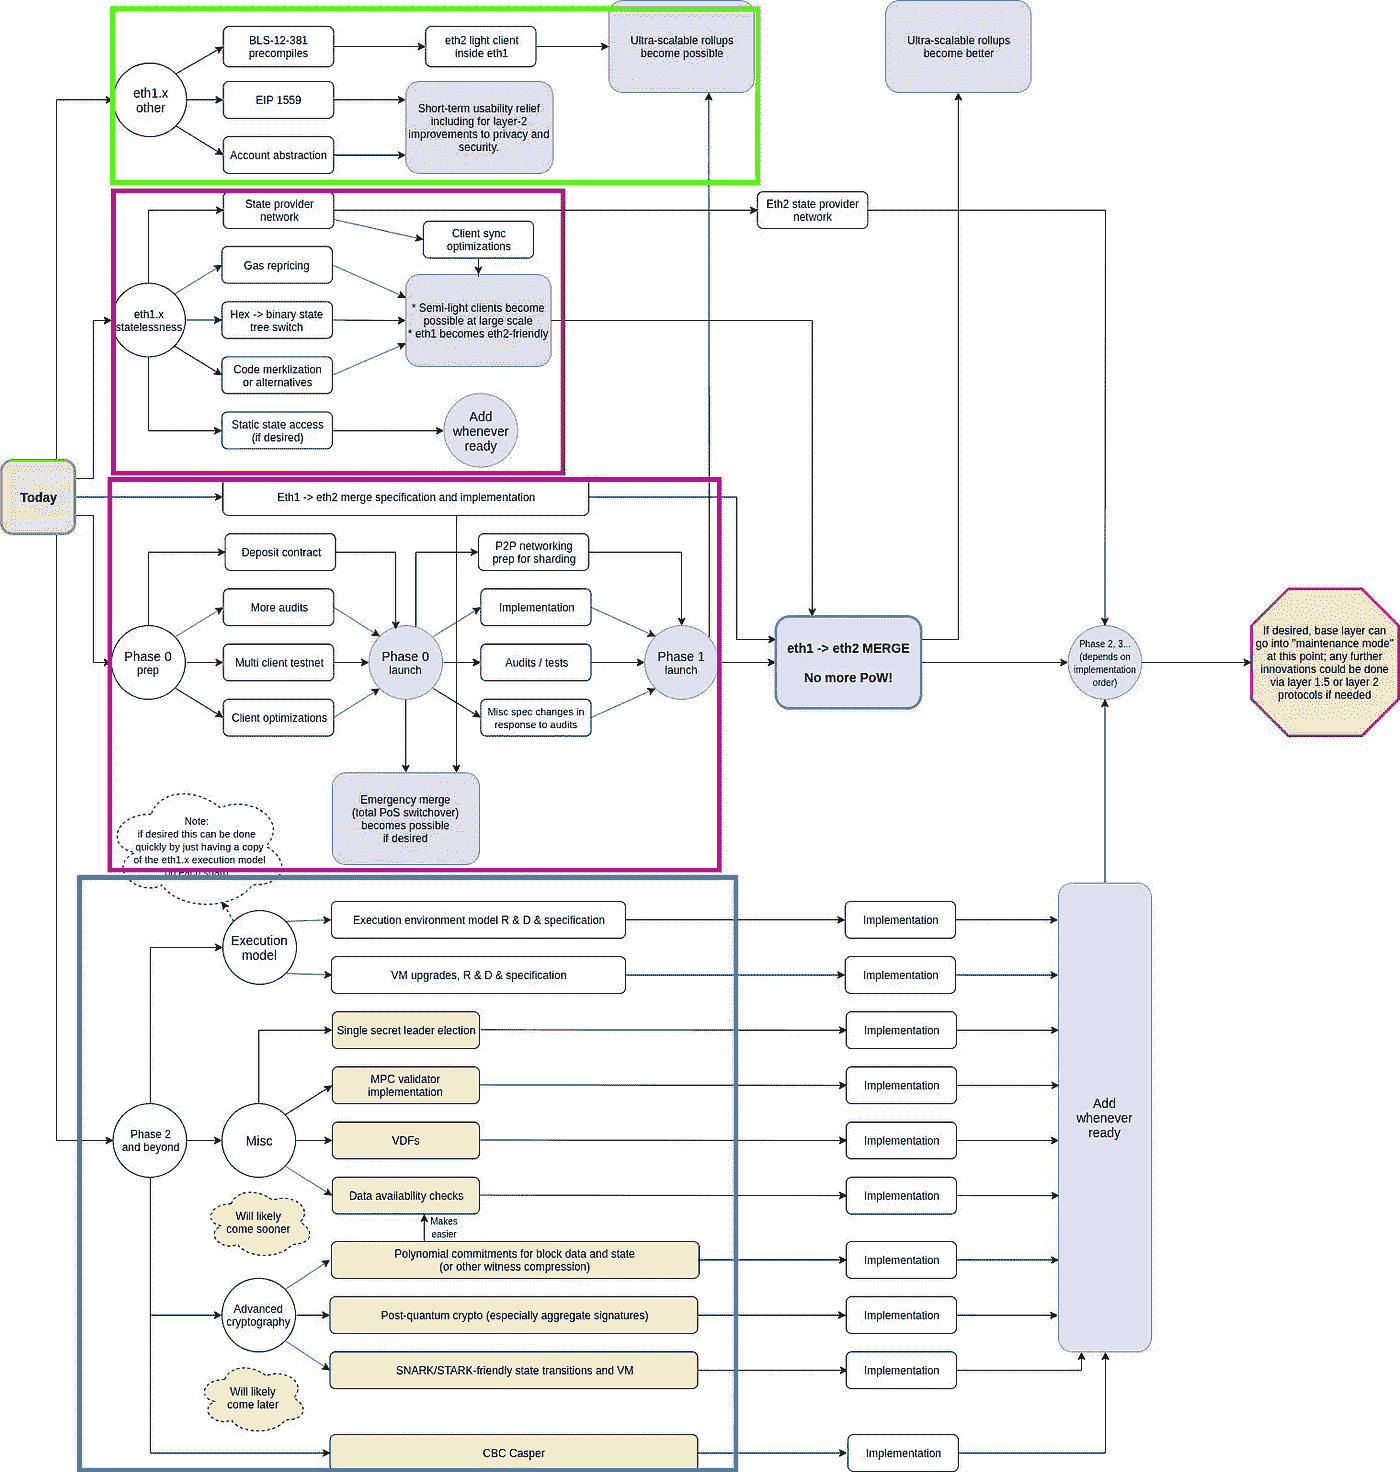 BLS-12-381
precompiles
eth2 light client
inside eth1
Ultra-scalable rollups
become possible
Ultra-scalable rollups
become better
eth1.x
other
EIP 1559
Account abstraction
Short-term usability relief
including for layer-2
improvements to privacy and
security.
State provider
network
Eth2 state provider
network
Client sync
optimizations
Gas repricing
eth1.x
statelessness
Hex -> binary state
tree switch
* Semi-light clients become
possible at large scale
* eth1 becomes eth2-friendly
Code merklization
or alternatives
Static state access
(if desired)
Add
whenever
ready
Today
Eth1 -> eth2 merge specification and implementation
Deposit contract
P2P networking
prep for sharding
More audits
Implementation
Phase 0
prep
Multi client testnet
Phase 0
launch
Audits / tests
Phase 1
launch
Client optimizations
Misc spec changes in
response to audits
eth1 -> eth2 MERGE
No more PoW!
Phase 2, 3...
(depends on
implementation
order)
If desired, base layer can
go into "maintenance mode"
at this point; any further
innovations could be done
via layer 1.5 or layer 2
protocols if needed
Emergency merge
(total PoS switchover)
becomes possible
if desired
Note:
if desired this can be done
quickly by just having a copy
of the eth1.x execution model
Execution
model
Execution environment model R & D & specification
Implementation
VM upgrades, R & D & specification
Implementation
Single secret leader election
Implementation
MPC validator
implementation
Implementation
Phase 2
and beyond
Misc
VDFs
Implementation
Add
whenever
ready
Data availability checks
Implementation
Will likely
come sooner
Makes
easier
Polynomial commitments for block data and state
(or other witness compression)
Implementation
Advanced
cryptography
Post-quantum crypto (especially aggregate signatures)
Implementation
SNARK/STARK-friendly state transitions and VM
Implementation
Will likely
come later
CBC Casper
Implementation